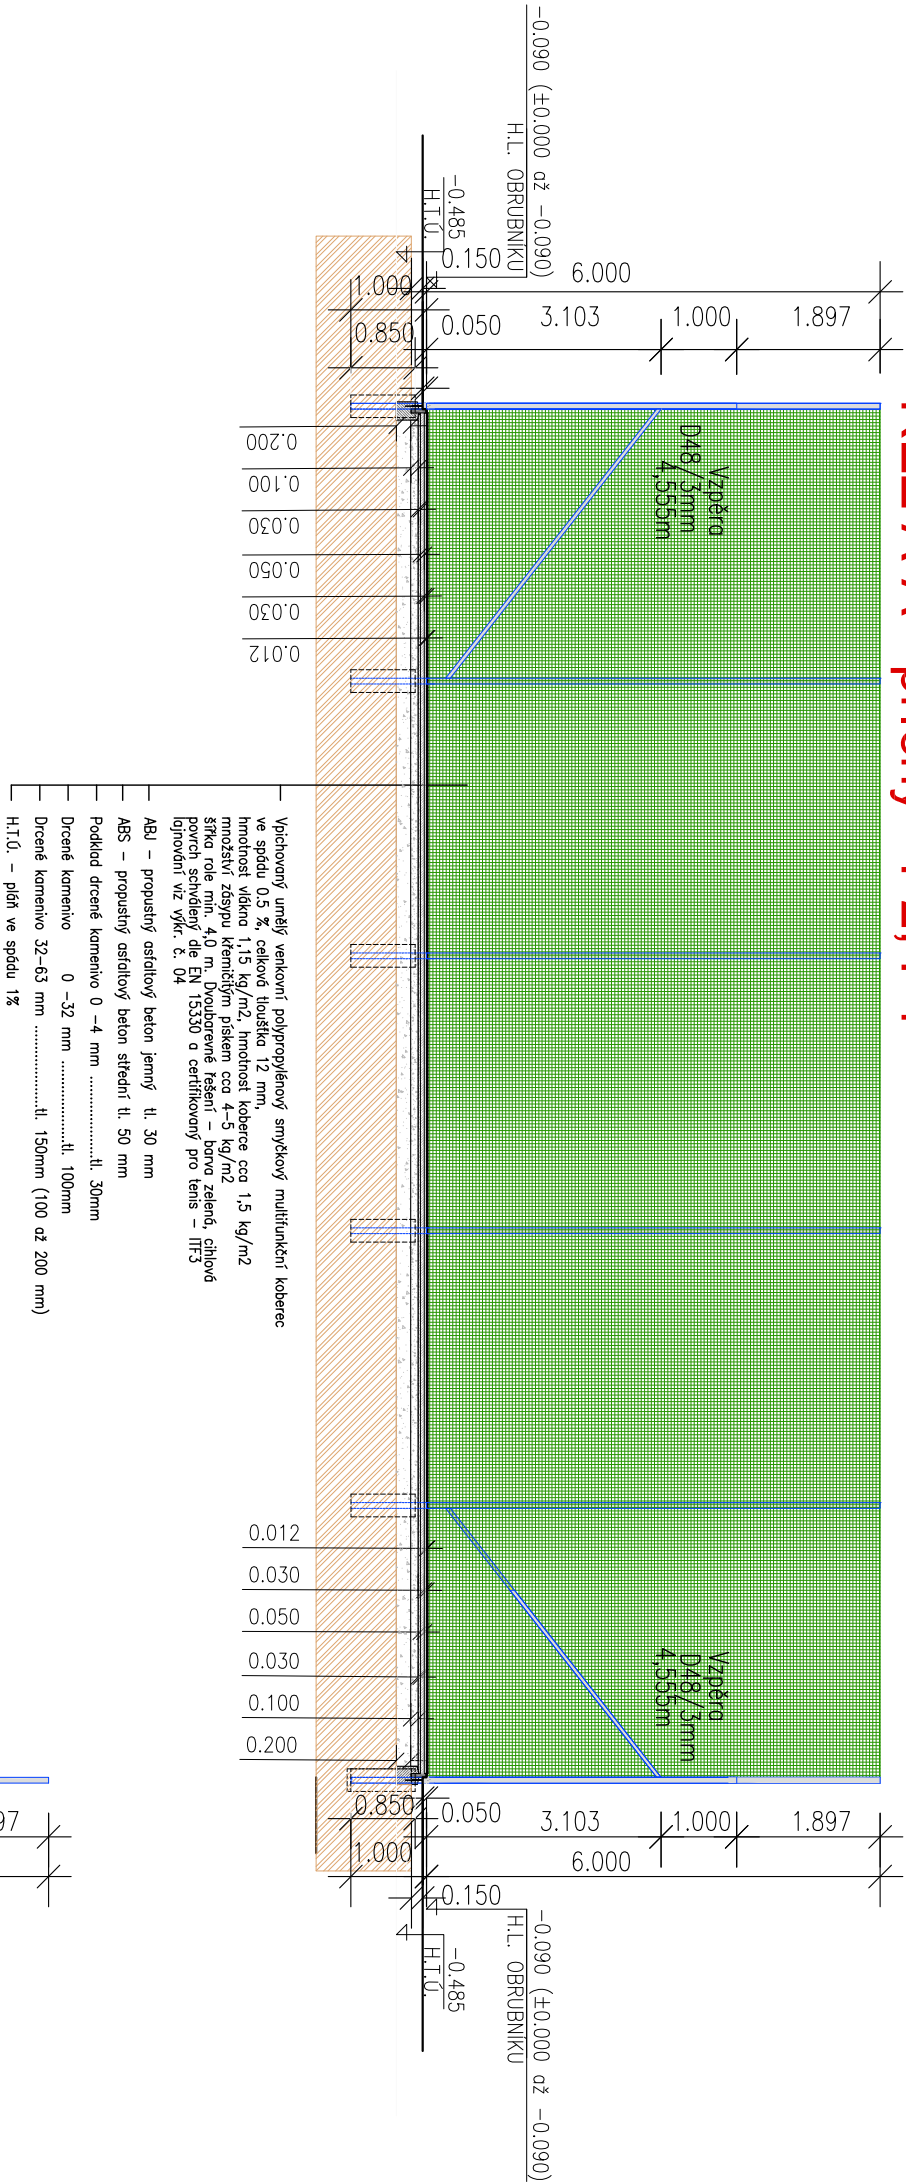 -0.090 (±0.000 až -0.090)
H.L. OBRUBNÍKU
-0.485
H.T.Ú.
0.150
6.000
1.000
0.850
0.050
3.103
1.000
1.897
Vzpěra
D48/3mm
4,555m
0.200
0.100
0.030
0.050
0.030
0.012
Vpichovaný umělý venkovní polypropylénový smyčkový multifunkční koberec
ve spádu 0.5 %, celková tloušťka 12 mm,
hmotnost vlákna 1,15 kg/m2, hmotnost koberce cca 1,5 kg/m2
množství zásypu křemičitým pískem cca 4-5 kg/m2
šířka role min. 4,0 m. Dvoubarevné řešení - barva zelená, cihlová
povrch schválený dle EN 15330 a certifikovaný pro tenis - ITF3
lajnování viz výkr. č. 04
ABJ - propustný asfaltový beton jemný tl. 30 mm
ABS - propustný asfaltový beton střední tl. 50 mm
Podklad drcené kamenivo 0 -4 mm ...............tl. 30mm
Drcené kamenivo 0 -32 mm ...............tl. 100mm
Drcené kamenivo 32-63 mm ...............tl. 150mm (100 až 200 mm)
H.T.Ú. - pláň ve spádu 1%
0.012
0.030
0.050
0.030
0.100
0.200
Vzpěra
D48/3mm
4,555m
0.850
0.050
3.103
1.000
1.897
1.000
6.000
0.150
-0.485
H.T.Ú.
-0.090 (±0.000 až -0.090)
H.L. OBRUBNÍKU